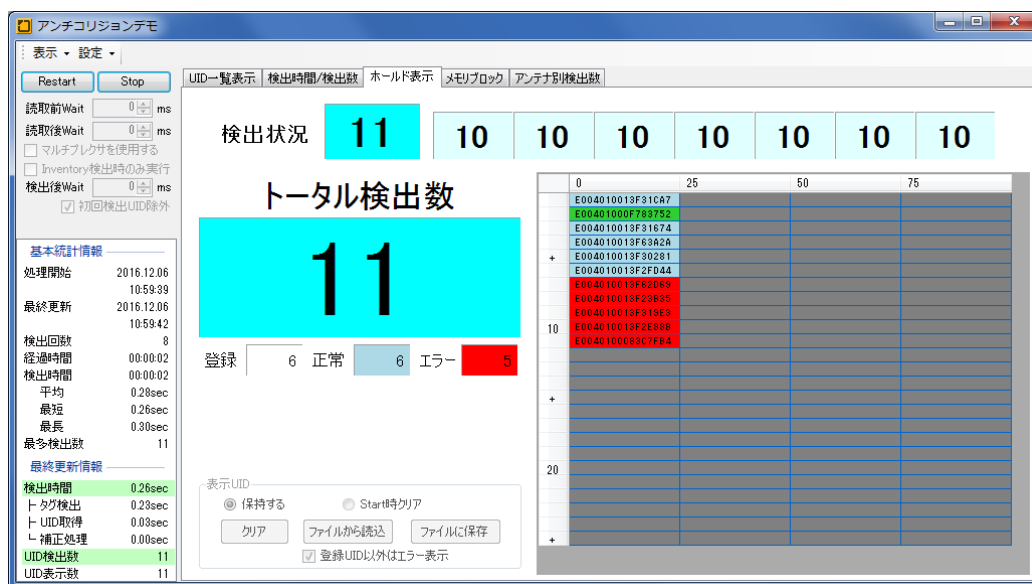 アンチコリジョンデモ
表示 設定
Restart Stop
読取前Wait 0 ms
読取後Wait 0 ms
マルチプレクサを使用する
Inventory検出時のみ実行
検出後Wait 0 ms
初回検出UID除外
基本統計情報
処理開始 2016.12.06
10:59:39
最終更新 2016.12.06
10:59:42
検出回数 8
経過時間 00:00:02
検出時間 00:00:02
平均 0.28sec
最短 0.26sec
最長 0.30sec
最多検出数 11
最終更新情報
検出時間 0.26sec
├ タグ検出 0.23sec
├ UID取得 0.03sec
└ 補正処理 0.00sec
UID検出数 11
UID表示数 11
UID一覧表示 検出時間/検出数 ホールド表示 メモリブロック アンテナ別検出数
検出状況 11 10 10 10 10 10 10 10
トータル検出数
11
登録 6 正常 6 エラー 5
表示UID
保持する Start時クリア
クリア ファイルから読込 ファイルに保存
登録UID以外はエラー表示
0 25 50 75
E004010013F31CA7
E00401000F783752
E004010013F31674
E004010013F63A2A
+ E004010013F30281
E004010013F2FD44
E004010013F62D69
E004010013F23B35
E004010013F319E3
10 E004010013F2E88B
E0040100083C7FB4
+
20
+